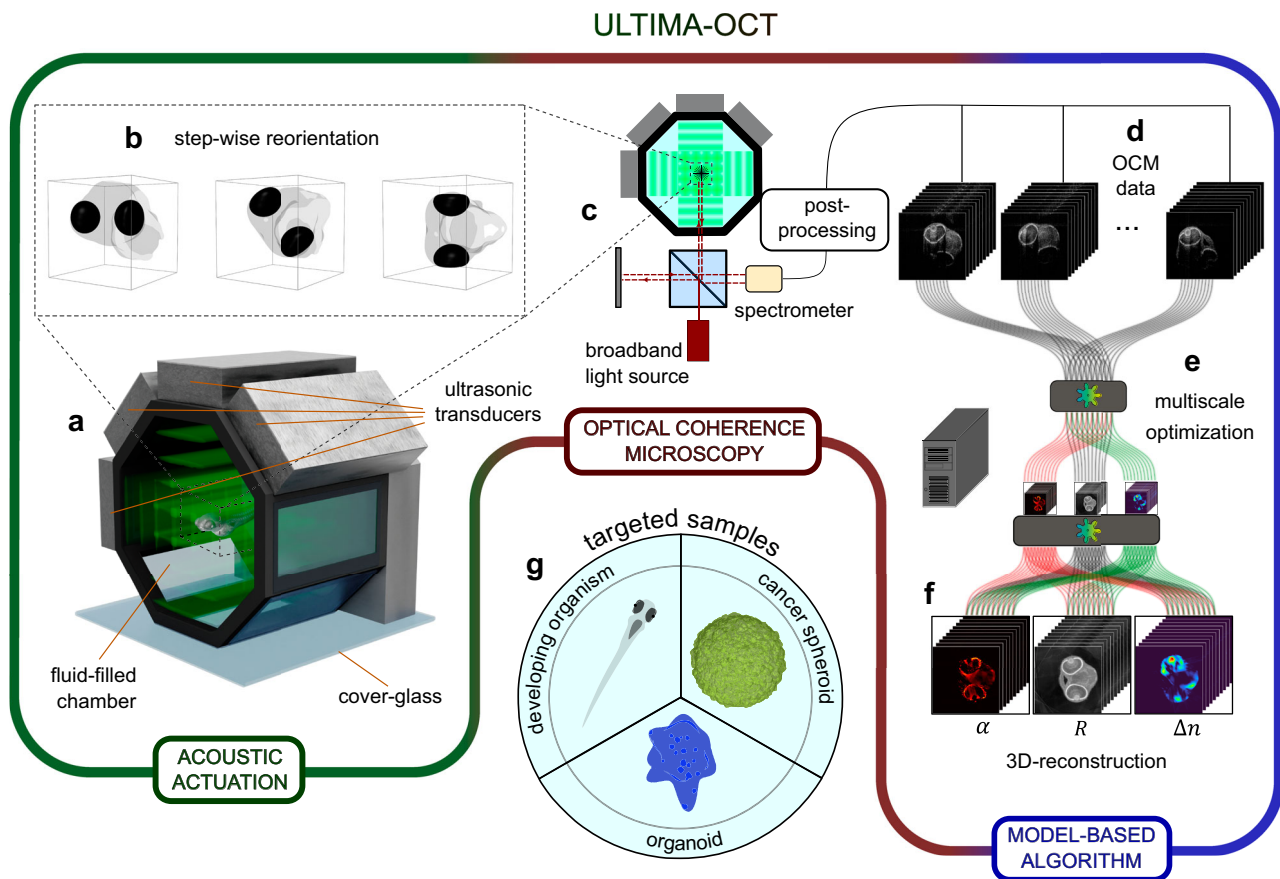 ULTIMA-OCT
b
step-wise reorientation
c
post-
processing
spectrometer
broadband
light source
d
OCM
data
...
e
multiscale
optimization
a
ultrasonic
transducers
fluid-filled
chamber
cover-glass
ACOUSTIC
ACTUATION
OPTICAL COHERENCE
MICROSCOPY
g
targeted samples
developing organism
cancer spheroid
organoid
f
α
R
Δn
3D-reconstruction
MODEL-BASED
ALGORITHM